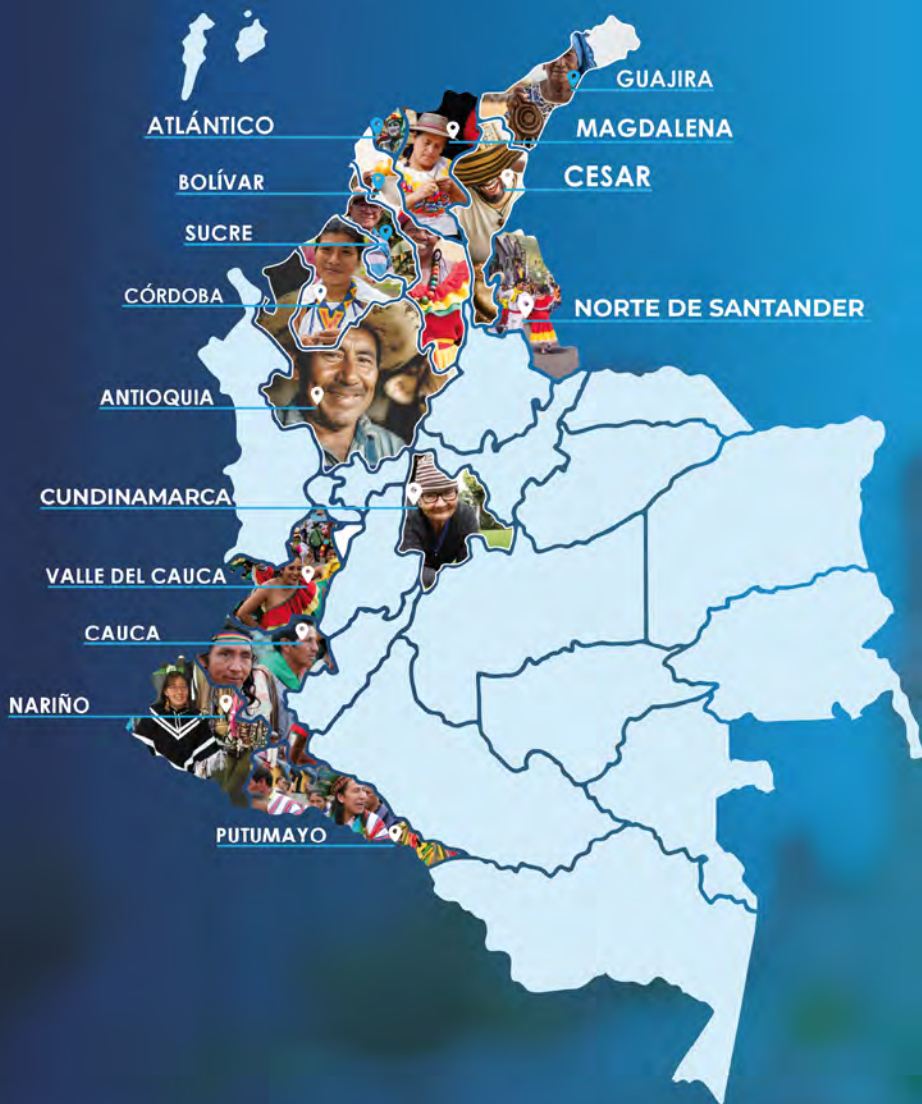 GUAJIRA
ATLÁNTICO
MAGDALENA
BOLÍVAR
CESAR
SUCRE
CÓRDOBA
NORTE DE SANTANDER
ANTIOQUIA
CUNDINAMARCA
VALLE DEL CAUCA
CAUCA
NARIÑO
PUTUMAYO